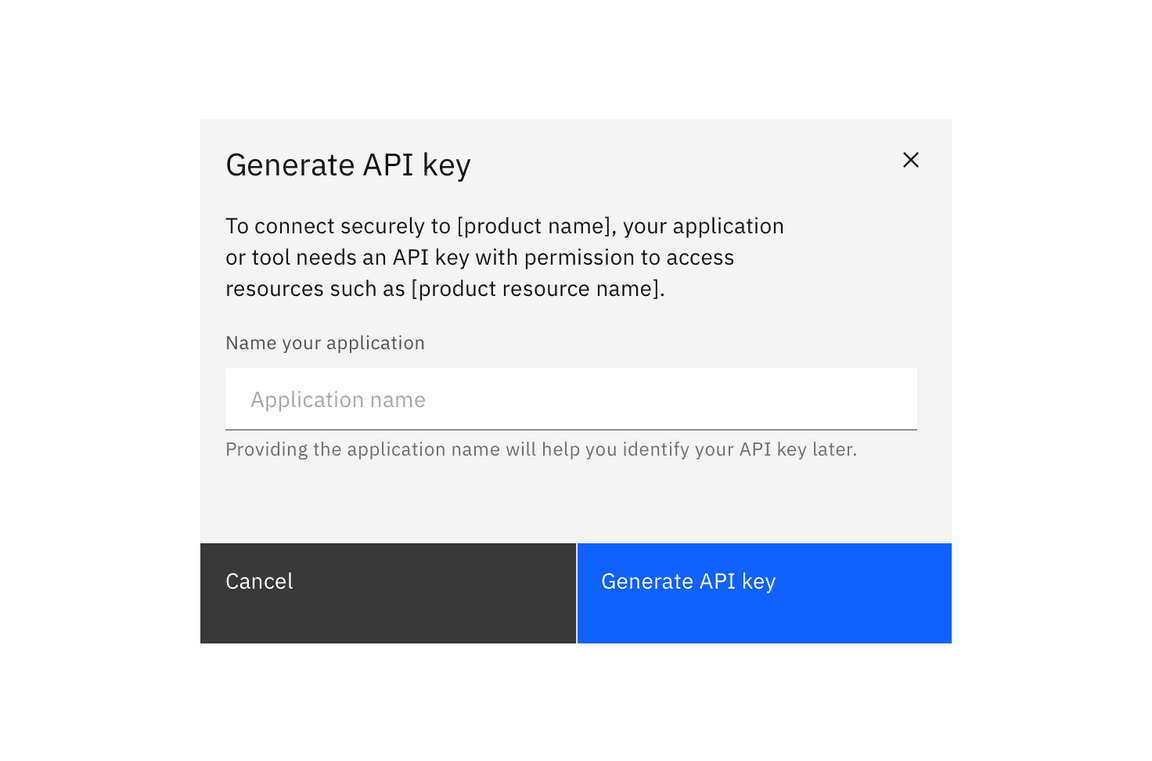 Generate API key
To connect securely to [product name], your application
or tool needs an API key with permission to access
resources such as [product resource name].
Name your application
Application name
Providing the application name will help you identify your API key later.
Cancel
Generate API key